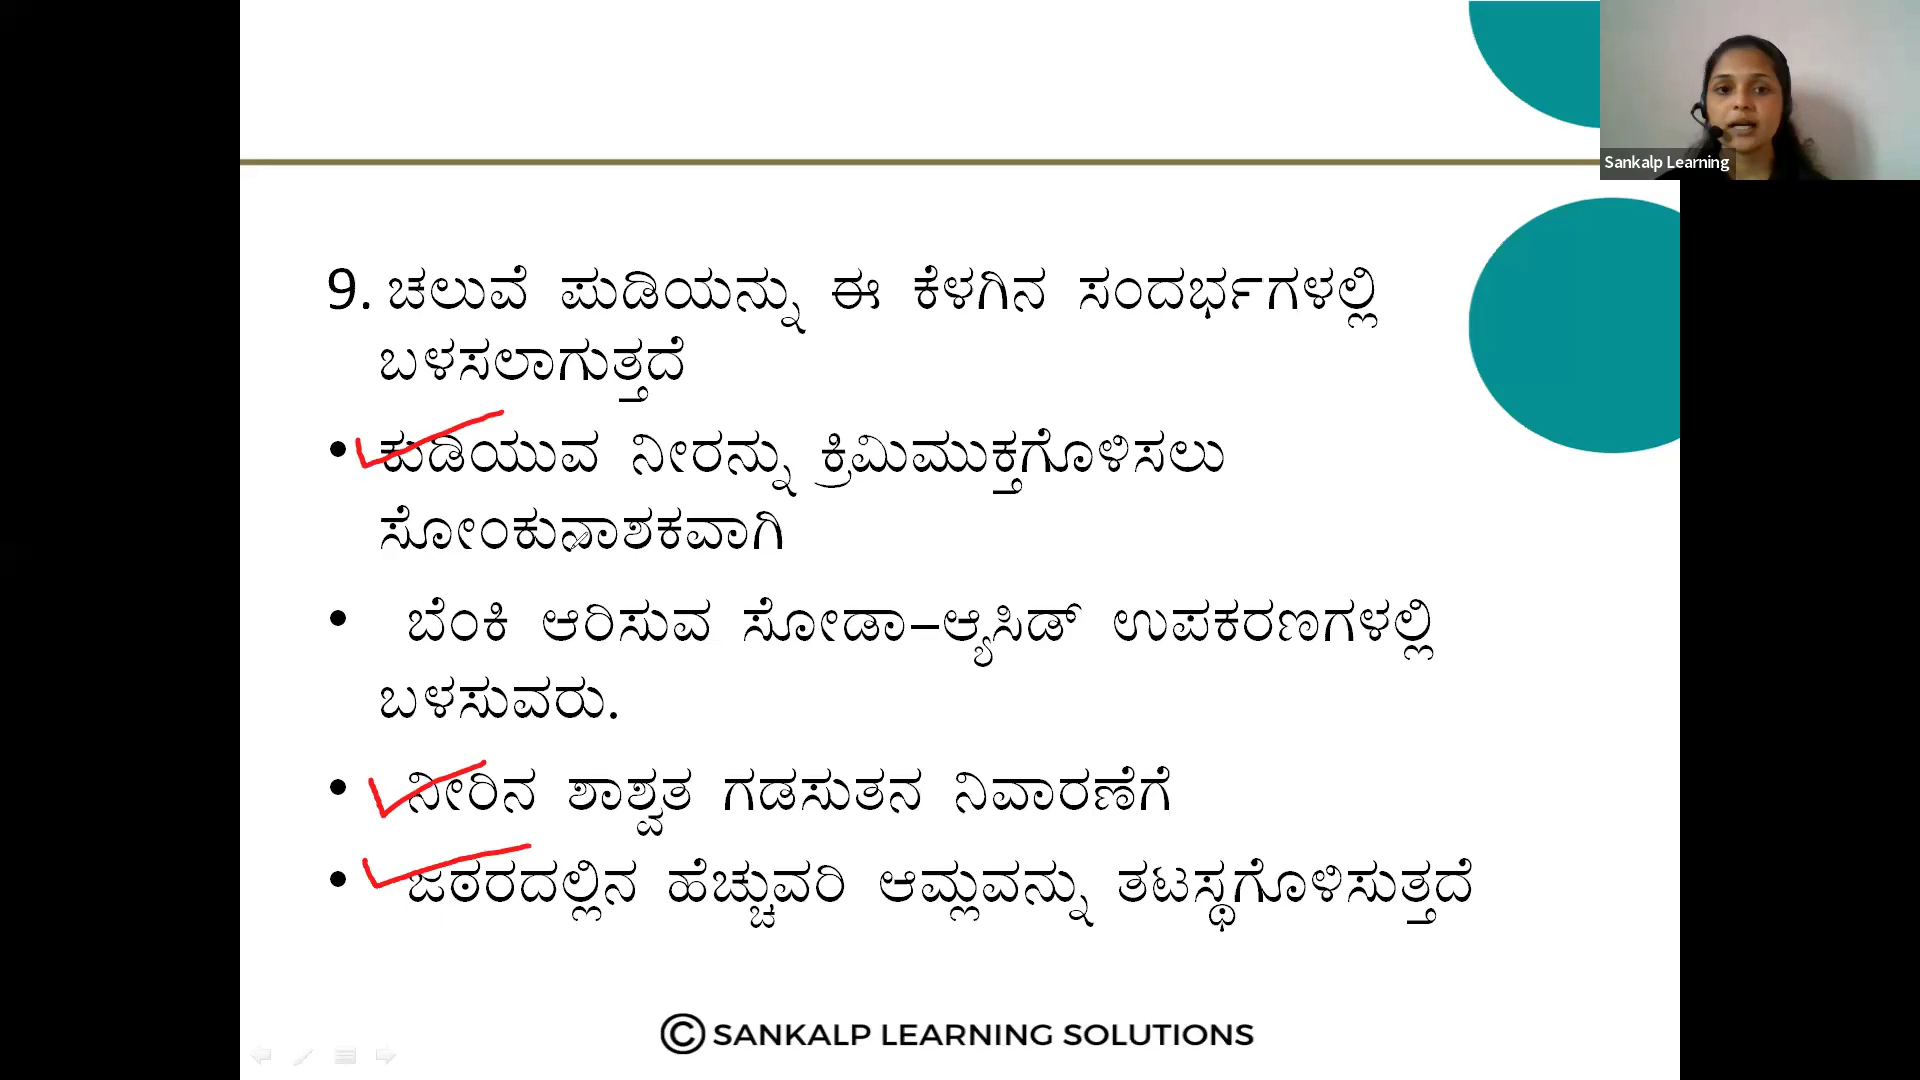 Sankalp Learning
9. ಚಲುವೆ ಪುಡಿಯನ್ನು ಈ ಕೆಳಗಿನ ಸಂದರ್ಭಗಳಲ್ಲಿ
ಬಳಸಲಾಗುತ್ತದೆ
• ಕುಡಿಯುವ ನೀರನ್ನು ಕ್ರಿಮಿಮುಕ್ತಗೊಳಿಸಲು
ಸೋಂಕುನಾಶಕವಾಗಿ
• ಬೆಂಕಿ ಆರಿಸುವ ಸೋಡಾ–ಆ್ಯಸಿಡ್ ಉಪಕರಣಗಳಲ್ಲಿ
ಬಳಸುವರು.
• ನೀರಿನ ಶಾಶ್ವತ ಗಡಸುತನ ನಿವಾರಣೆಗೆ
• ಜಠರದಲ್ಲಿನ ಹೆಚ್ಚುವರಿ ಆಮ್ಲವನ್ನು ತಟಸ್ಥಗೊಳಿಸುತ್ತದೆ
© SANKALP LEARNING SOLUTIONS